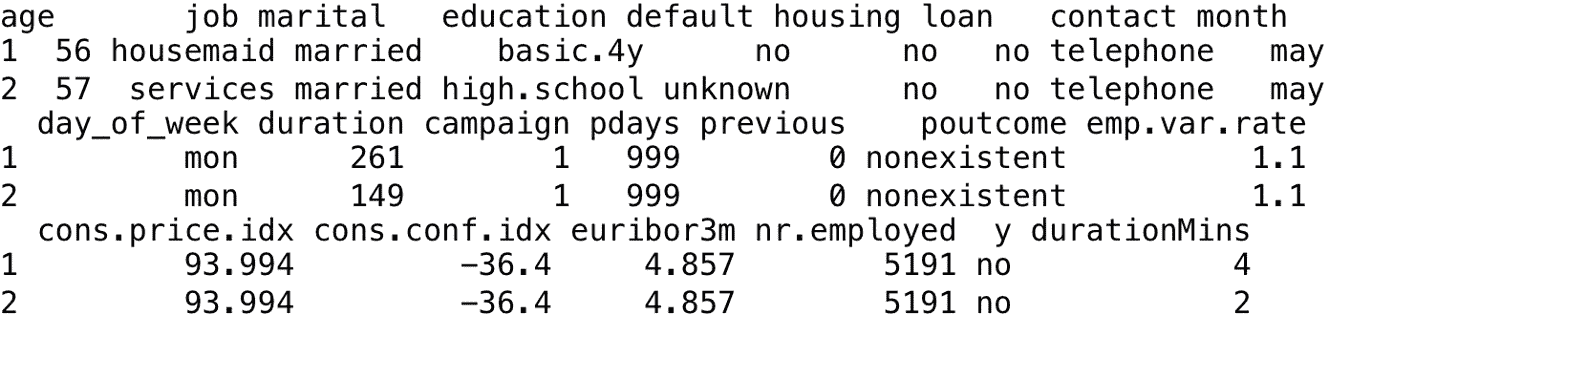 age       job marital   education default housing loan   contact month
1  56 housemaid married    basic.4y      no      no   no telephone   may
2  57  services married high.school unknown      no   no telephone   may
  day_of_week duration campaign pdays previous    poutcome emp.var.rate
1         mon      261        1   999        0 nonexistent          1.1
2         mon      149        1   999        0 nonexistent          1.1
  cons.price.idx cons.conf.idx euribor3m nr.employed  y durationMins
1         93.994         −36.4     4.857        5191 no            4
2         93.994         −36.4     4.857        5191 no            2